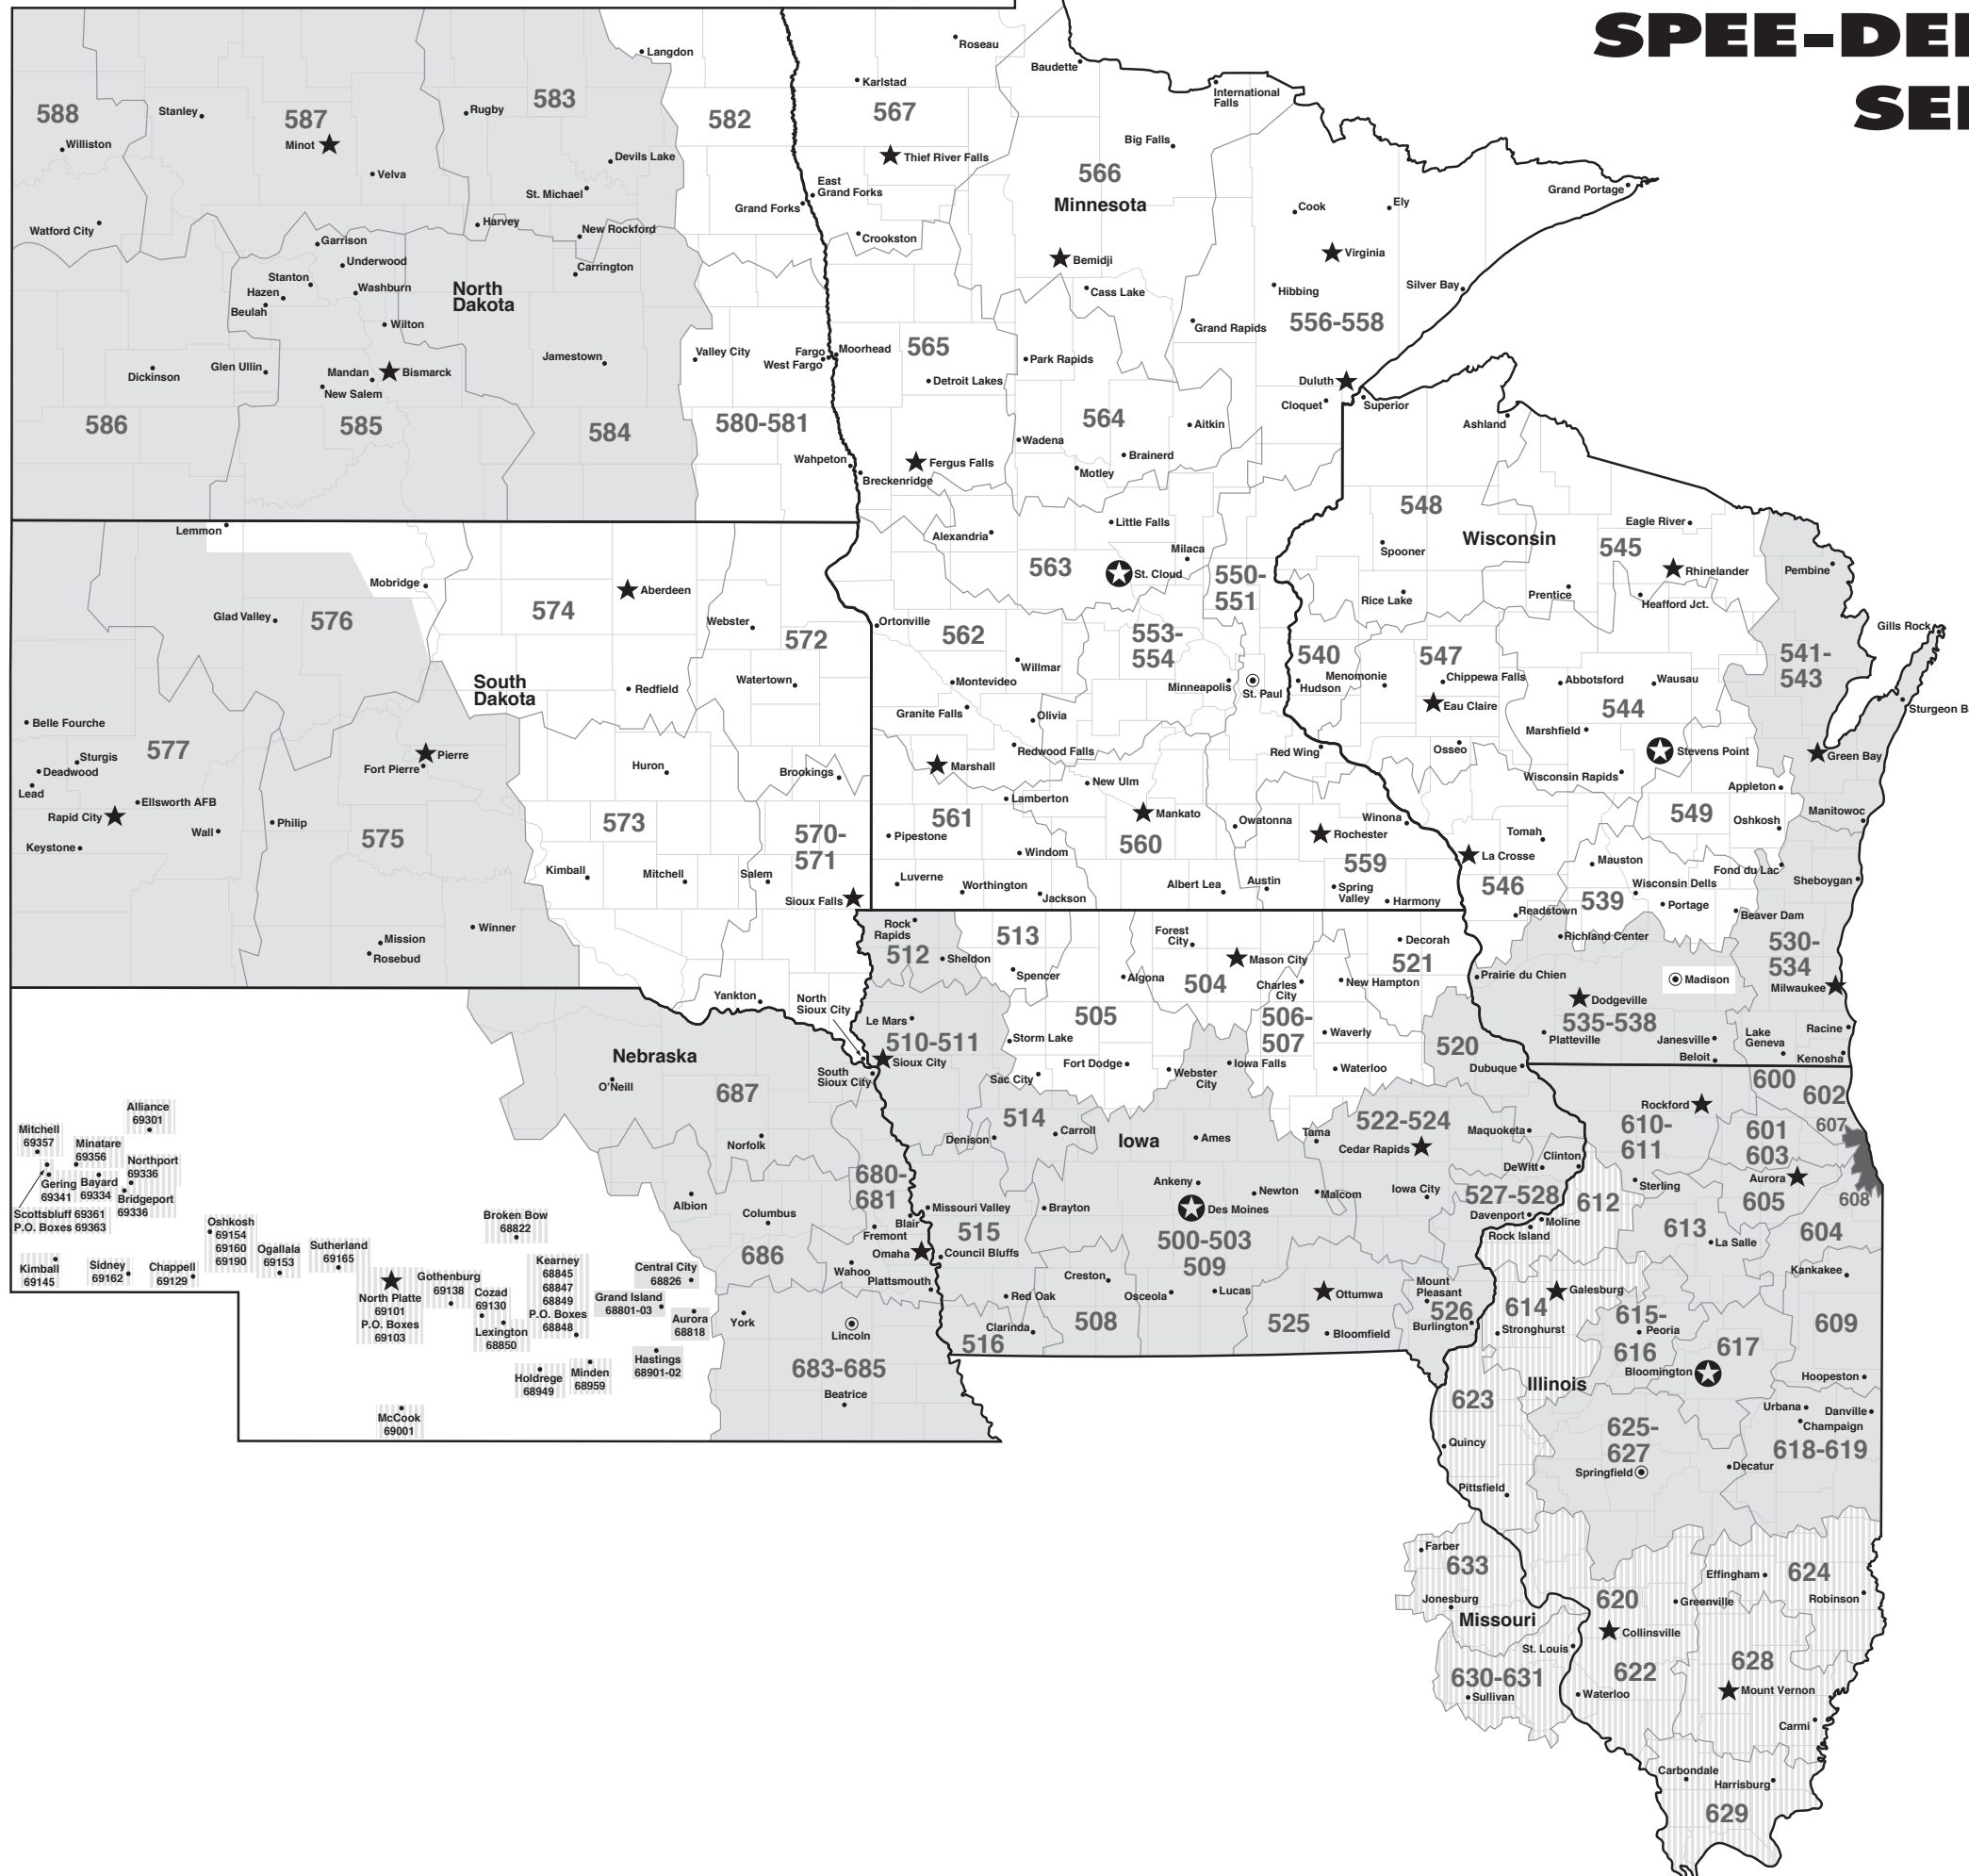 SPEE-DEE
SER
Langdon
Roseau
Baudette
Karlstad
International
Falls
588
Stanley
587
Rugby
583
582
567
Williston
Minot
Big Falls
Devils Lake
Thief River Falls
Velva
566
Minnesota
St. Michael
East
Grand Forks
Grand Forks
Grand Portage
Cook
Ely
Watford City
Harvey
New Rockford
Crookston
Garrison
Underwood
Carrington
Bemidji
Virginia
Stanton
Hazen
Washburn
Beulah
North
Dakota
Cass Lake
Hibbing
Silver Bay
Wilton
Grand Rapids
556-558
Dickinson
Glen Ullin
Mandan
Bismarck
New Salem
Jamestown
Valley City
Fargo
West Fargo
Moorhead
565
Park Rapids
Detroit Lakes
Duluth
Cloquet
Superior
586
585
584
580-581
564
Aitkin
Ashland
Wadena
Wahpeton
Fergus Falls
Brainerd
Motley
Breckenridge
548
Lemmon
Alexandria
Little Falls
Wisconsin
Eagle River
545
Milaca
Spooner
563
St. Cloud
550-
551
Rhinelander
Pembine
Mobridge
Aberdeen
574
Rice Lake
Prentice
Heafford Jct.
Glad Valley
576
Webster
572
Ortonville
562
553-
554
Gills Rock
540
547
541-
543
Willmar
Menomonie
Chippewa Falls
Abbotsford
Wausau
South
Dakota
Redfield
Watertown
Montevideo
Minneapolis
St. Paul
Hudson
Eau Claire
544
Sturgeon B
Granite Falls
Olivia
Belle Fourche
Marshfield
577
Sturgis
Deadwood
Lead
Pierre
Fort Pierre
Huron
Brookings
Redwood Falls
Marshall
Red Wing
Osseo
Stevens Point
Green Bay
Wisconsin Rapids
New Ulm
Appleton
Ellsworth AFB
Rapid City
Wall
Philip
Keystone
575
573
570-
571
Lamberton
561
Mankato
Pipestone
560
Owatonna
Winona
Rochester
549
Oshkosh
Manitowoc
Tomah
Windom
559
La Crosse
Mauston
Fond du Lac
Kimball
Mitchell
Salem
Luverne
Worthington
Jackson
Albert Lea
Austin
Spring
Valley
Harmony
546
Wisconsin Dells
Sheboygan
Sioux Falls
539
Portage
Readstown
Beaver Dam
Winner
Rock
Rapids
513
Forest
City
Decorah
Richland Center
530-
534
Mission
Rosebud
512
Sheldon
Spencer
Algona
504
Mason City
521
Charles
City
New Hampton
Prairie du Chien
Madison
Milwaukee
Yankton
North
Sioux City
Dodgeville
Le Mars
505
506-
507
535-538
Platteville
Janesville
Beloit
Lake
Geneva
Racine
Kenosha
510-511
Storm Lake
Waverly
520
Nebraska
Sioux City
South
Sioux City
Sac City
Fort Dodge
Webster
City
Iowa Falls
Waterloo
Dubuque
O'Neill
687
600
602
Rockford
Alliance
69301
514
522-524
610-
611
601
603
607
Mitchell
69357
Minatare
69356
Norfolk
Denison
Carroll
Iowa
Ames
Tama
Cedar Rapids
Maquoketa
Northport
69336
Gering
69341
Bayard
69334
Bridgeport
69336
DeWitt
Clinton
Sterling
Aurora
Scottsbluff 69361
P.O. Boxes 69363
680-
681
Ankeny
Newton
Malcom
Iowa City
527-528
612
605
608
Albion
Oshkosh
69154
69160
69190
Broken Bow
68822
Columbus
Blair
Missouri Valley
Brayton
Des Moines
Davenport
Moline
Rock Island
613
604
Ogallala
69153
Sutherland
69165
686
Fremont
Omaha
515
Council Bluffs
500-503
509
La Salle
Kimball
69145
Sidney
69162
Chappell
69129
Kearney
68845
68847
68849
P.O. Boxes
68848
Central City
68826
Wahoo
Plattsmouth
Kankakee
North Platte
69101
P.O. Boxes
69103
Gothenburg
69138
Cozad
69130
Lexington
68850
Grand Island
68801-03
Aurora
68818
York
Lincoln
Creston
Osceola
Lucas
Red Oak
Ottumwa
Mount
Pleasant
526
Burlington
Galesburg
614
615-
616
Peoria
609
Clarinda
508
525
Bloomfield
Stronghurst
516
617
Hastings
68901-02
Holdrege
68949
Minden
68959
683-685
Beatrice
Bloomington
Hoopeston
Illinois
623
McCook
69001
Urbana
Danville
Champaign
625-
627
618-619
Quincy
Springfield
Decatur
Pittsfield
Farber
633
Effingham
624
Jonesburg
620
Greenville
Robinson
Missouri
Collinsville
St. Louis
630-631
622
628
Sullivan
Waterloo
Mount Vernon
Carmi
Carbondale
Harrisburg
629